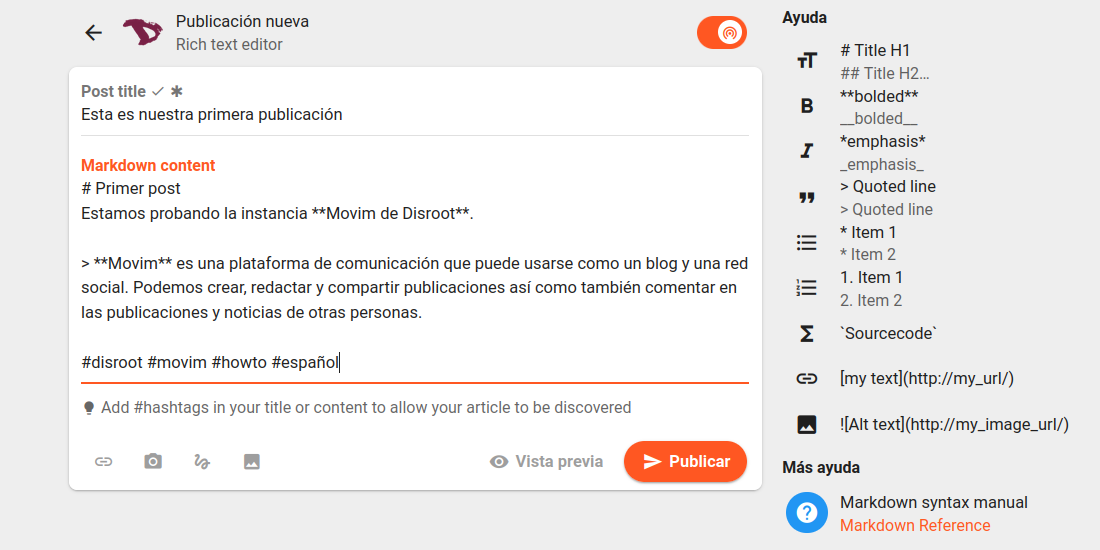 Publicación nueva
Rich text editor
Post title
Esta es nuestra primera publicación
Markdown content
# Primer post
Estamos probando la instancia **Movim de Disroot**.
> **Movim** es una plataforma de comunicación que puede usarse como un blog y una red
social. Podemos crear, redactar y compartir publicaciones así como también comentar en
las publicaciones y noticias de otras personas.
#disroot #movim #howto #español
Add #hashtags in your title or content to allow your article to be discovered
Vista previa
Publicar
Ayuda
# Title H1
## Title H2…
**bolded**
__bolded__
*emphasis*
_emphasis_
> Quoted line
> Quoted line
* Item 1
* Item 2
1. Item 1
2. Item 2
`Sourcecode`
[my text](http://my_url/)
![Alt text](http://my_image_url/)
Más ayuda
Markdown syntax manual
Markdown Reference